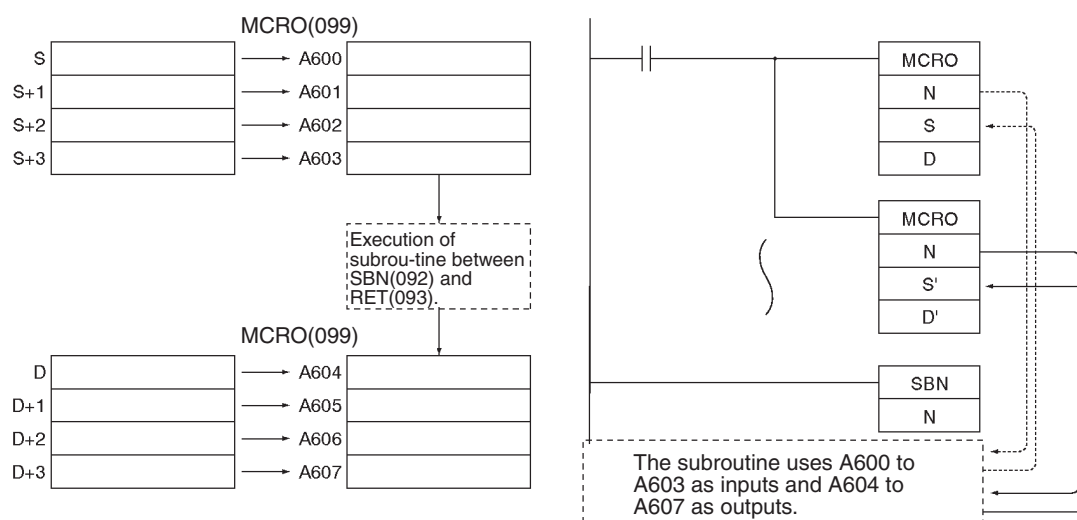 MCRO(099)
S
A600
S+1
A601
S+2
A602
S+3
A603
Execution of
subrou-tine between
SBN(092) and
RET(093).
MCRO(099)
D
A604
D+1
A605
D+2
A606
D+3
A607
MCRO
N
S
D
MCRO
N
S'
D'
SBN
N
The subroutine uses A600 to
A603 as inputs and A604 to
A607 as outputs.